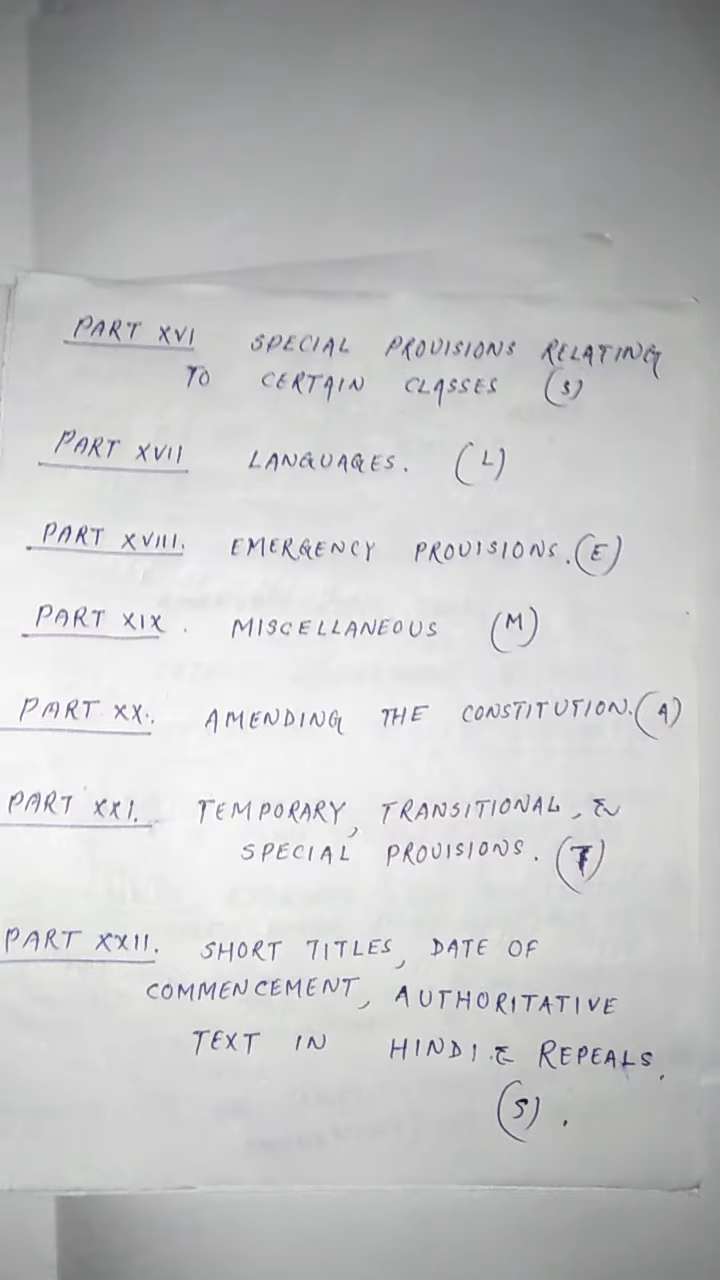 PART XVI SPECIAL PROVISIONS RELATING
TO CERTAIN CLASSES (S)
PART XVII LANGUAGES. (L)
PART XVIII. EMERGENCY PROVISIONS. (E)
PART XIX. MISCELLANEOUS (M)
PART XX. AMENDING THE CONSTITUTION. (A)
PART XXI. TEMPORARY, TRANSITIONAL, &
SPECIAL PROVISIONS. (T)
PART XXII. SHORT TITLES, DATE OF
COMMENCEMENT, AUTHORITATIVE
TEXT IN HINDI & REPEALS.
(S).